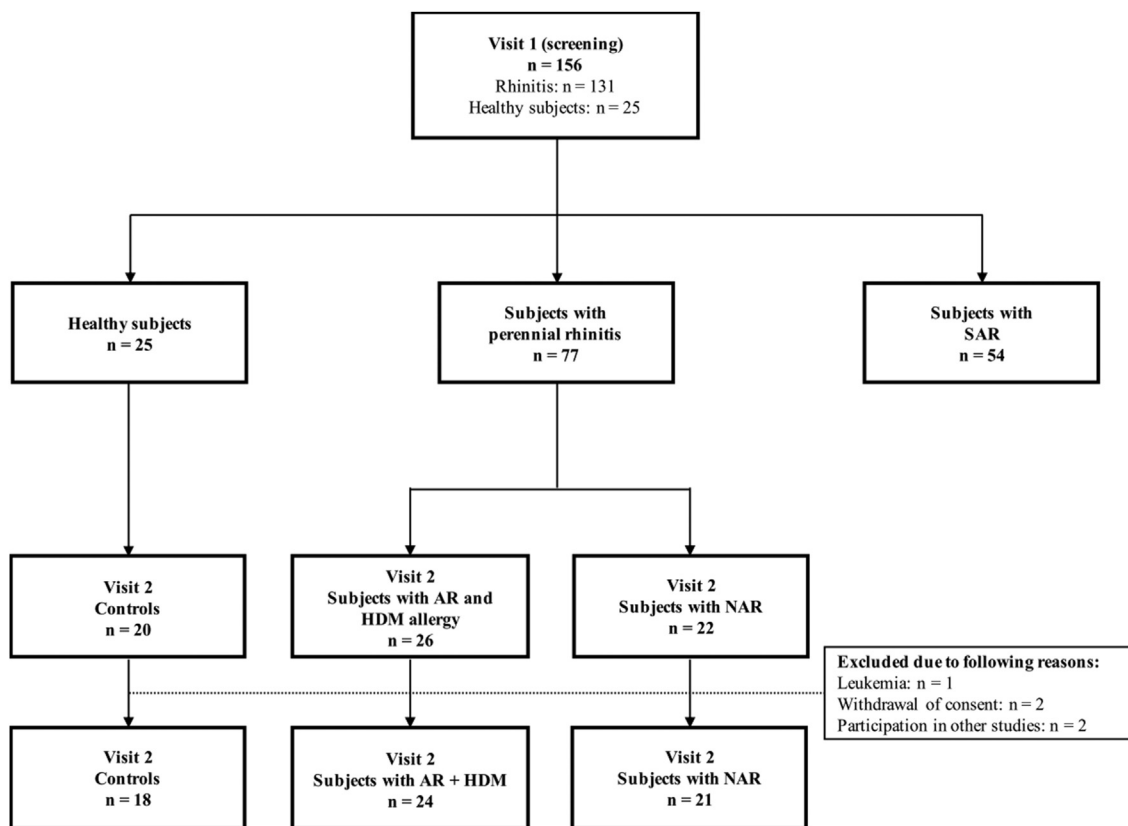 Visit 1 (screening)
n = 156
Rhinitis: n = 131
Healthy subjects: n = 25
Healthy subjects
n = 25
Subjects with
perennial rhinitis
n = 77
Subjects with
SAR
n = 54
Visit 2
Controls
n = 20
Visit 2
Subjects with AR and
HDM allergy
n = 26
Visit 2
Subjects with NAR
n = 22
Excluded due to following reasons:
Leukemia: n = 1
Withdrawal of consent: n = 2
Participation in other studies: n = 2
Visit 2
Controls
n = 18
Visit 2
Subjects with AR + HDM
n = 24
Visit 2
Subjects with NAR
n = 21